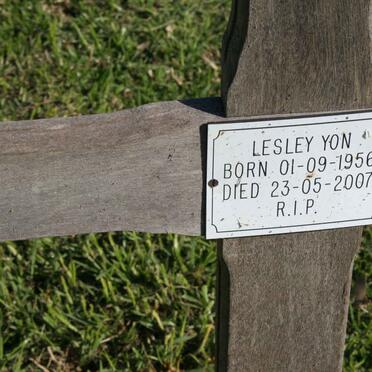 LESLEY YON
BORN 01-09-1956
DIED 23-05-2007
R.I.P.